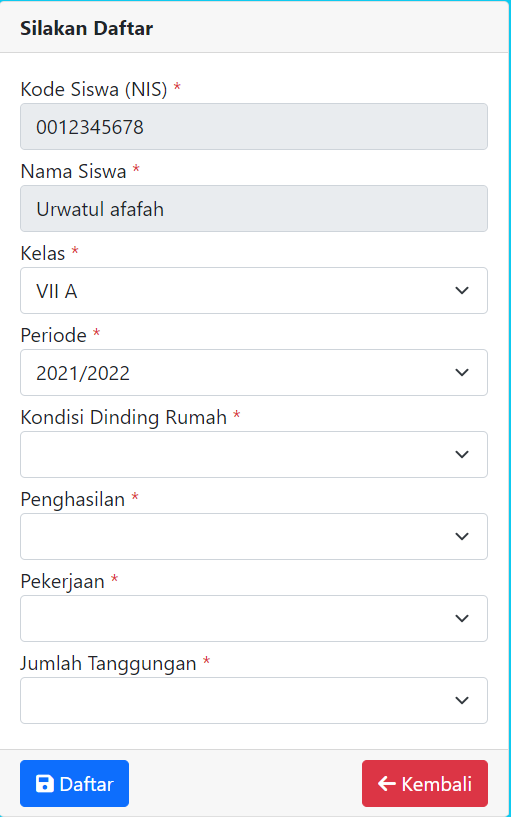 Silakan Daftar
Kode Siswa (NIS) *
0012345678
Nama Siswa *
Urwatul afafah
Kelas *
VII A
Periode *
2021/2022
Kondisi Dinding Rumah *
Penghasilan *
Pekerjaan *
Jumlah Tanggungan *
Daftar
Kembali